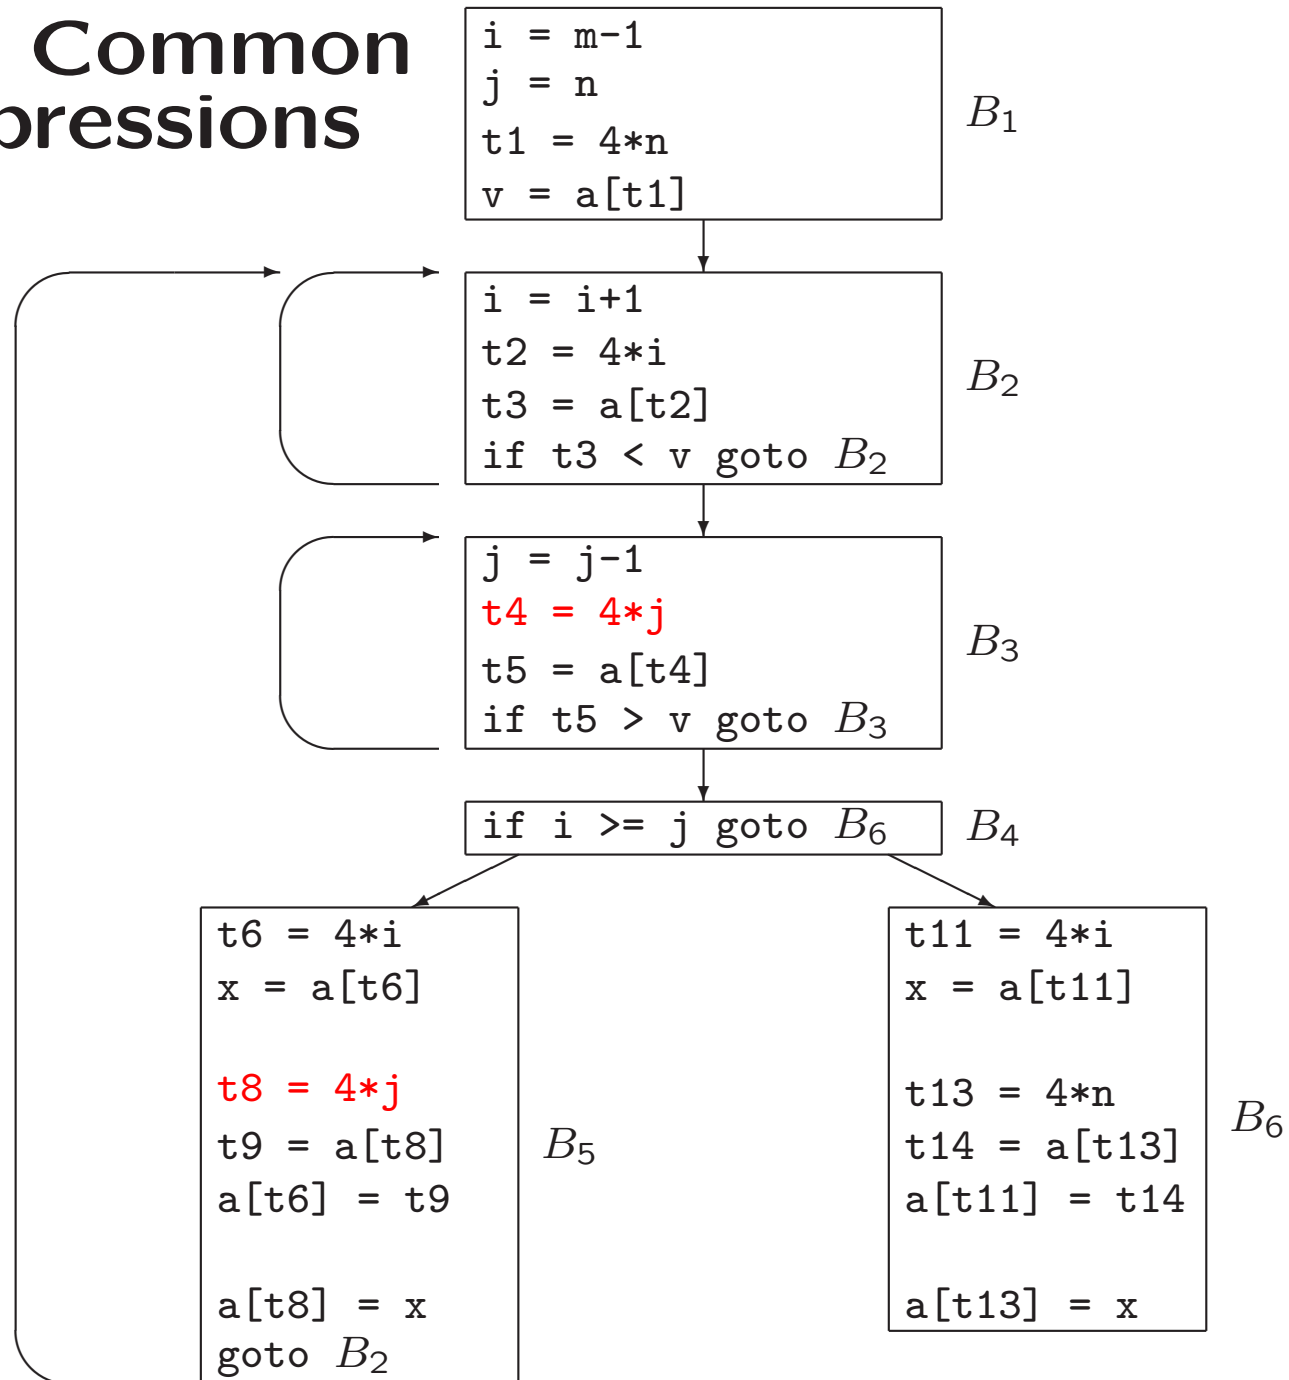 Common
pressions
i = m-1
j = n
t1 = 4*n
v = a[t1]
B1
i = i+1
t2 = 4*i
t3 = a[t2]
if t3 < v goto B2
B2
j = j-1
t4 = 4*j
t5 = a[t4]
if t5 > v goto B3
B3
if i >= j goto B6
B4
t6 = 4*i
x = a[t6]
t8 = 4*j
t9 = a[t8]
a[t6] = t9
a[t8] = x
goto B2
B5
t11 = 4*i
x = a[t11]
t13 = 4*n
t14 = a[t13]
a[t11] = t14
a[t13] = x
B6